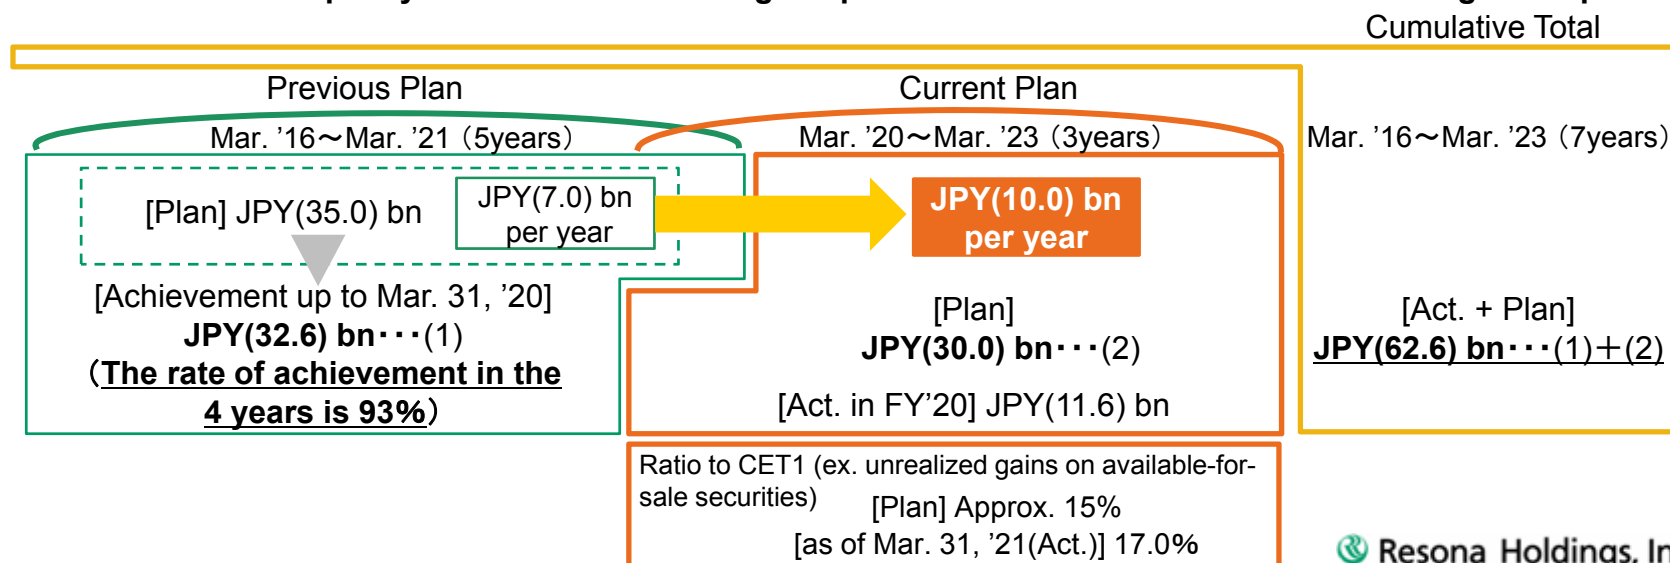 Cumulative Total
Previous Plan
Mar. ’16～Mar. ’21（5years）
[Plan] JPY(35.0) bn
JPY(7.0) bn
per year
[Achievement up to Mar. 31, ’20]
JPY(32.6) bn･･･(1)
（The rate of achievement in the
4 years is 93%）
Current Plan
Mar. ’20～Mar. ’23（3years）
JPY(10.0) bn
per year
[Plan]
JPY(30.0) bn･･･(2)
[Act. in FY’20] JPY(11.6) bn
Ratio to CET1 (ex. unrealized gains on available-for-
sale securities)
[Plan] Approx. 15%
[as of Mar. 31, ’21(Act.)] 17.0%
Mar. ’16～Mar. ’23（7years）
[Act. + Plan]
JPY(62.6) bn･･･(1)＋(2)
Resona Holdings, In